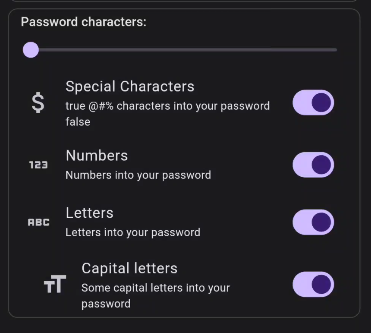 Password characters:
$
Special Characters
true @#% characters into your password
false
123
Numbers
Numbers into your password
ABC
Letters
Letters into your password
TT
Capital letters
Some capital letters into your
password